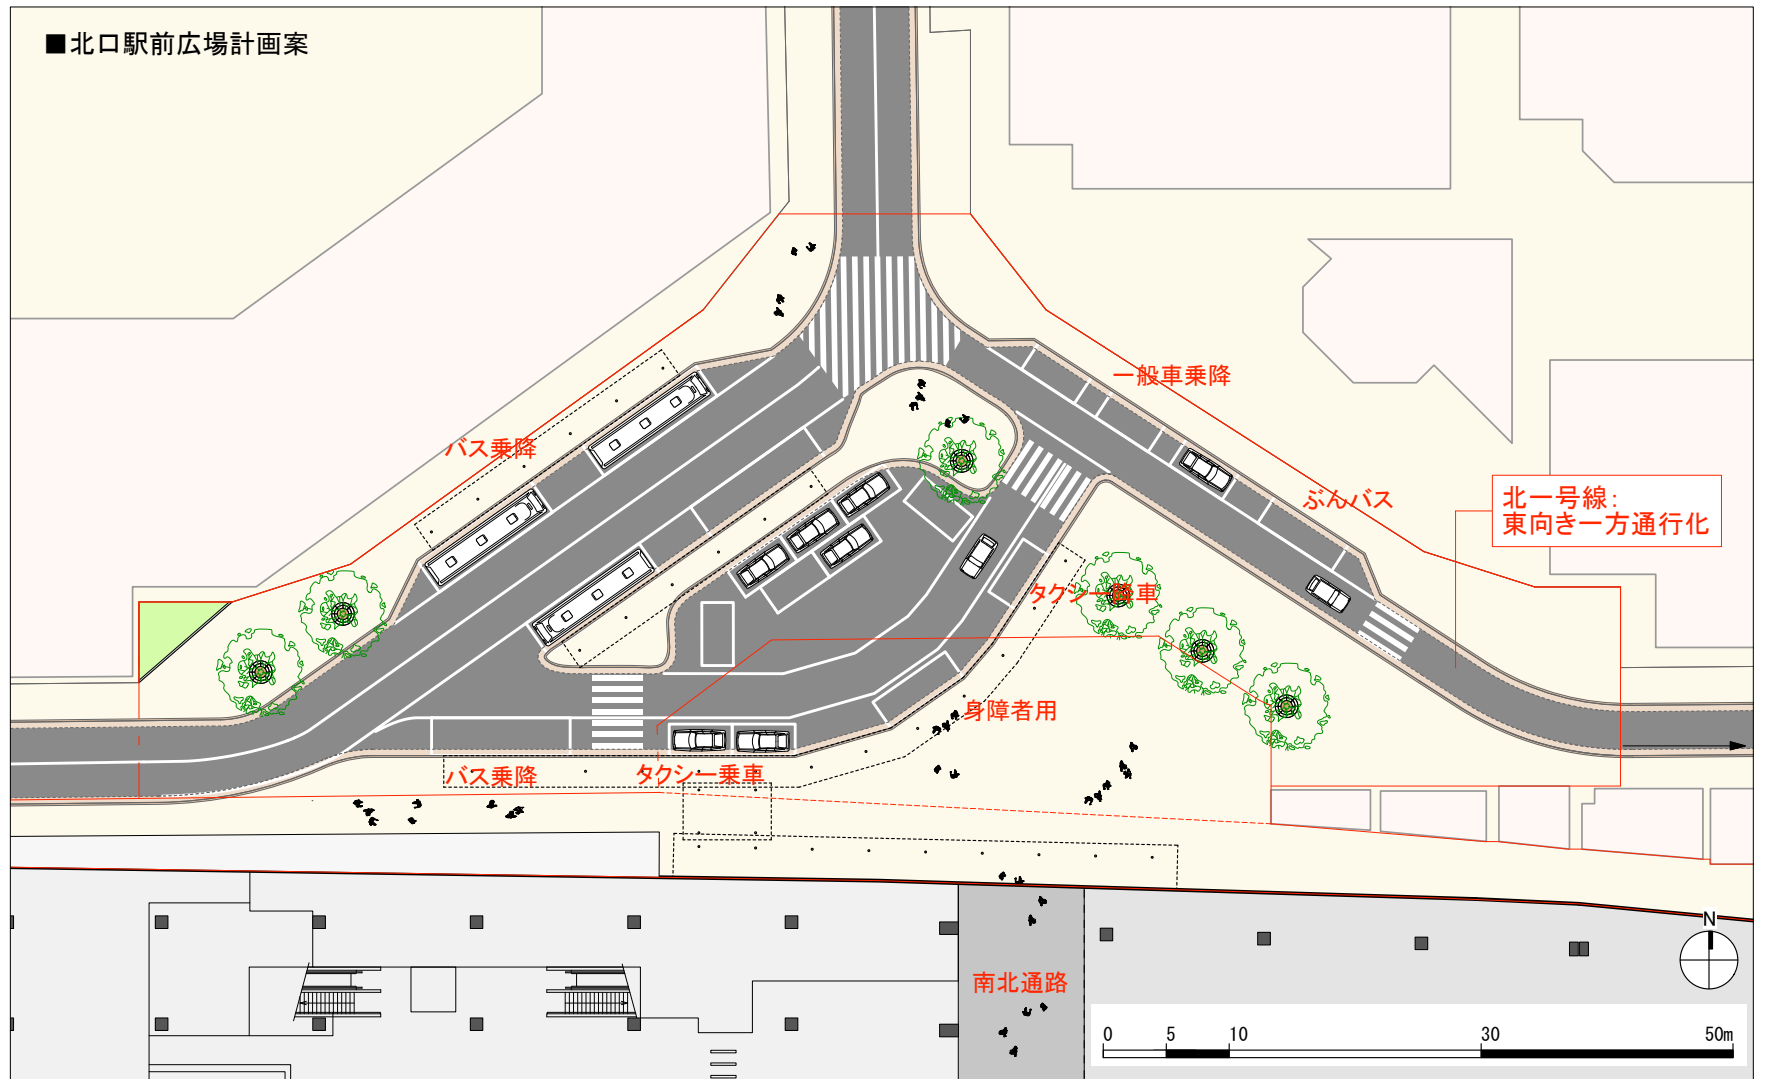 ■北口駅前広場計画案
一般車乗降
バス乗降
ぶんバス
北一号線：
東向き一方通行化
タクシー降車
身障者用
バス乗降
タクシー乗車
南北通路
N
0 5 10 30 50m